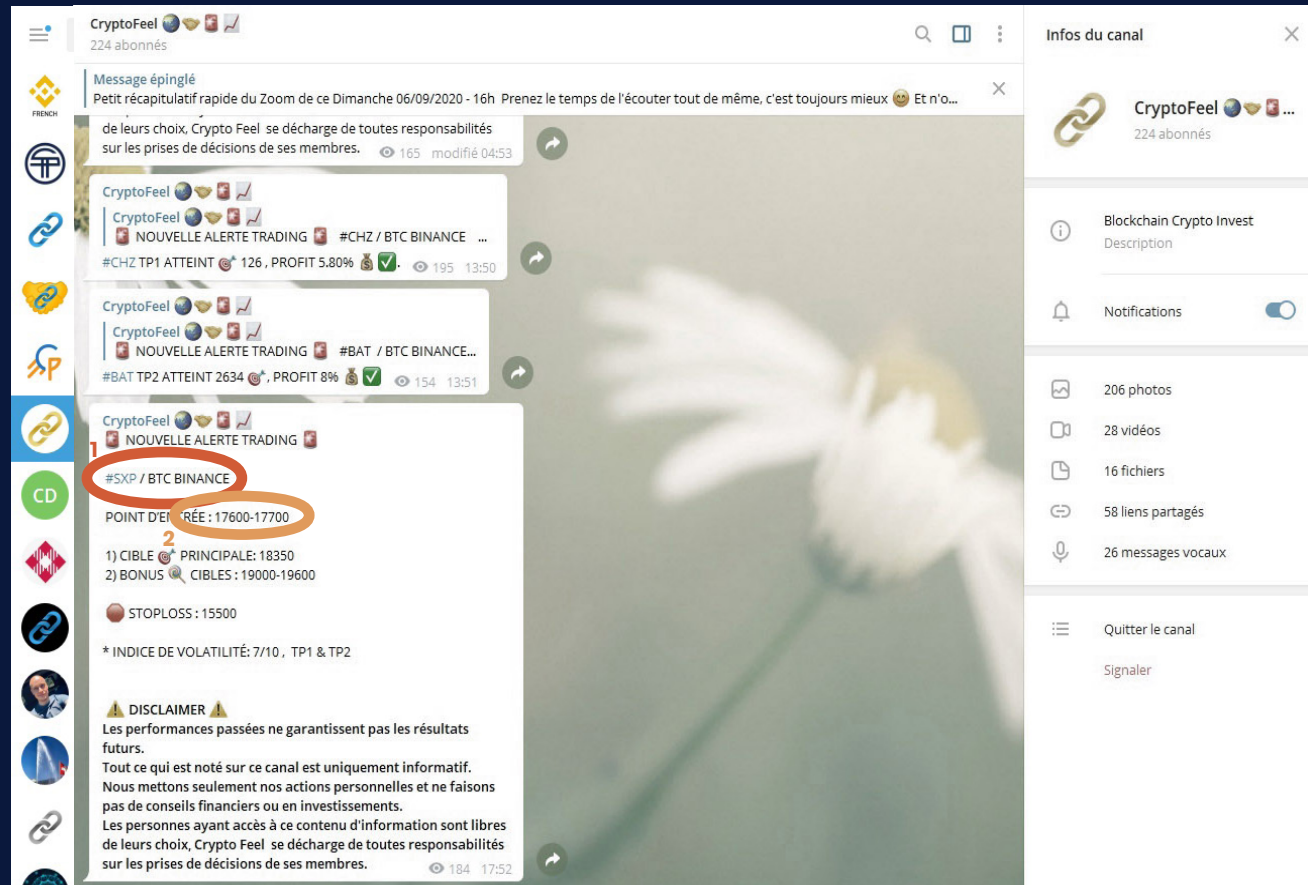 CryptoFeel 🌏🤝🚨📈
224 abonnés
Infos du canal
Message épinglé
Petit récapitulatif rapide du Zoom de ce Dimanche 06/09/2020 - 16h Prenez le temps de l'écouter tout de même, c'est toujours mieux 😄 Et n'o...
FRENCH
de leurs choix, Crypto Feel se décharge de toutes responsabilités
sur les prises de décisions de ses membres. 165 modifié 04:53
CryptoFeel 🌏🤝🚨📈
CryptoFeel 🌏🤝🚨📈
🚨 NOUVELLE ALERTE TRADING 🚨 #CHZ / BTC BINANCE ...
#CHZ TP1 ATTEINT 🎯 126 , PROFIT 5.80% 💰 ✅. 195 13:50
CryptoFeel 🌏🤝🚨📈
CryptoFeel 🌏🤝🚨📈
🚨 NOUVELLE ALERTE TRADING 🚨 #BAT / BTC BINANCE...
#BAT TP2 ATTEINT 2634 🎯, PROFIT 8% 💰 ✅ 154 13:51
CryptoFeel 🌏🤝🚨📈
🚨 NOUVELLE ALERTE TRADING 🚨
1
#SXP / BTC BINANCE
POINT D'ENTRÉE : 17600-17700
2
1) CIBLE 🎯 PRINCIPALE: 18350
2) BONUS 🔍 CIBLES : 19000-19600
🛑 STOPLOSS : 15500
* INDICE DE VOLATILITÉ: 7/10 , TP1 & TP2
⚠️ DISCLAIMER ⚠️
Les performances passées ne garantissent pas les résultats
futurs.
Tout ce qui est noté sur ce canal est uniquement informatif.
Nous mettons seulement nos actions personnelles et ne faisons
pas de conseils financiers ou en investissements.
Les personnes ayant accès à ce contenu d'information sont libres
de leurs choix, Crypto Feel se décharge de toutes responsabilités
sur les prises de décisions de ses membres. 184 17:52
SP
CD
CryptoFeel 🌏🤝🚨...
224 abonnés
Blockchain Crypto Invest
Description
Notifications
206 photos
28 vidéos
16 fichiers
58 liens partagés
26 messages vocaux
Quitter le canal
Signaler